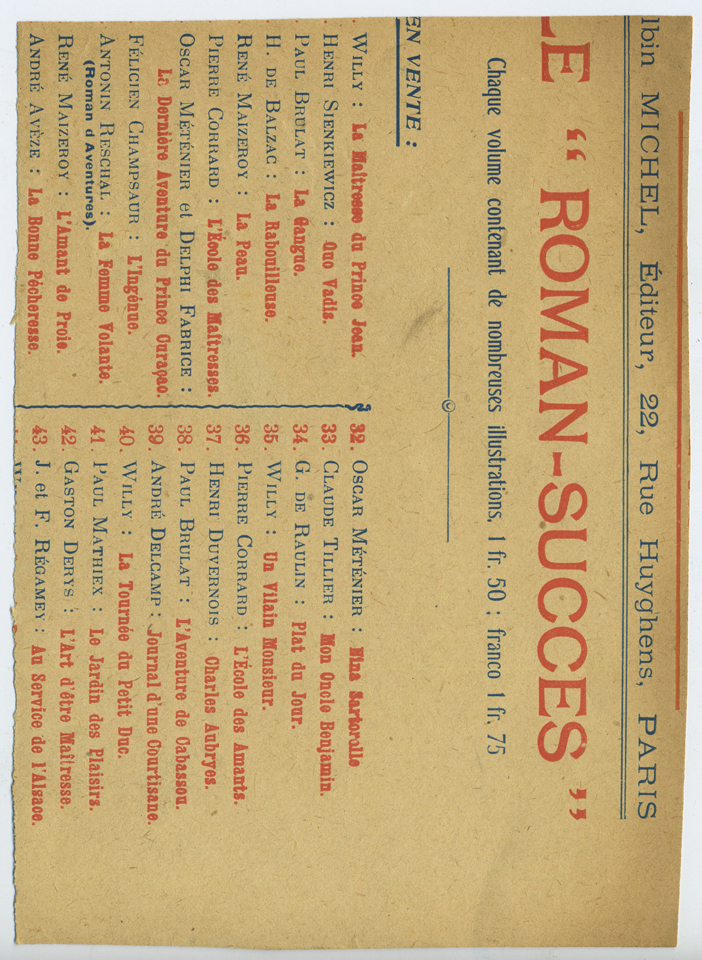 lbin MICHEL, Éditeur, 22, Rue Huyghens, PARIS
LE “ ROMAN-SUCCES ”
Chaque volume contenant de nombreuses illustrations, 1 fr. 50 ; franco 1 fr. 75
EN VENTE :
WILLY : La Maîtresse du Prince Jean.
HENRI SIENKIEWICZ : Quo Vadis.
PAUL BRULAT : La Gangue.
H. DE BALZAC : La Rabouilleuse.
RENÉ MAIZEROY : La Peau.
PIERRE CORRARD : L'École des Maîtresses.
OSCAR MÉTÉNIER et DELPHI FABRICE :
La Dernière Aventure du Prince Curaçao.
FÉLICIEN CHAMPSAUR : L'Ingénue.
ANTONIN RESCHAL : La Femme Volante.
(Roman d'Aventures).
RENÉ MAIZEROY : L'Amant de Proie.
ANDRÉ AVÈZE : La Bonne Pécheresse.
32. OSCAR MÉTÉNIER : Nina Sartorelle
33. CLAUDE TILLIER : Mon Oncle Benjamin.
34. G. DE RAULIN : Plat du Jour.
35. WILLY : Un Vilain Monsieur.
36. PIERRE CORRARD : L'École des Amants.
37. HENRI DUVERNOIS : Charles Aubryes.
38. PAUL BRULAT : L'Aventure de Cabassou.
39. ANDRÉ DELCAMP : Journal d'une Courtisane.
40. WILLY : La Tournée du Petit Duc.
41. PAUL MATHIEX : Le Jardin des Plaisirs.
42. GASTON DERYS : L'Art d'être Maîtresse.
43. J. et F. RÉGAMEY : Au Service de l'Alsace.